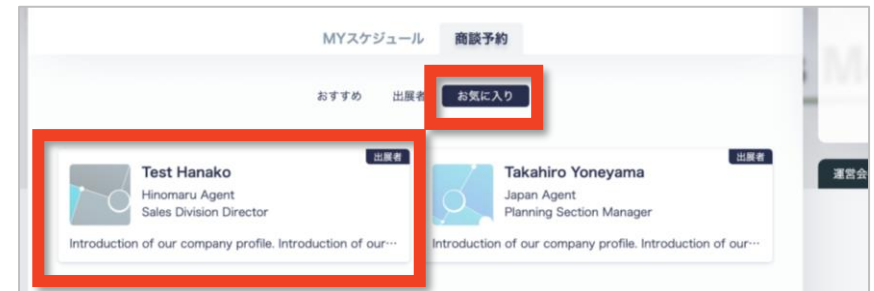 MYスケジュール 商談予約
おすすめ 出展者 お気に入り
出展者
Test Hanako
Hinomaru Agent
Sales Division Director
Introduction of our company profile. Introduction of our…
出展者
Takahiro Yoneyama
Japan Agent
Planning Section Manager
Introduction of our company profile. Introduction of our…
運営会